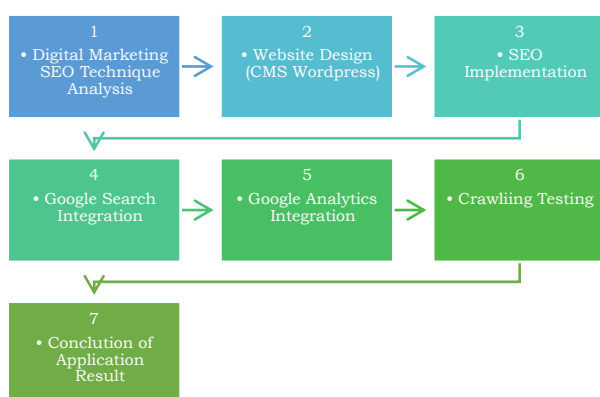 1
• Digital Marketing
SEO Technique
Analysis
2
• Website Design
(CMS Wordpress)
3
• SEO
Implementation
4
• Google Search
Integration
5
• Google Analytics
Integration
6
• Crawliing Testing
7
• Conclution of
Application
Result